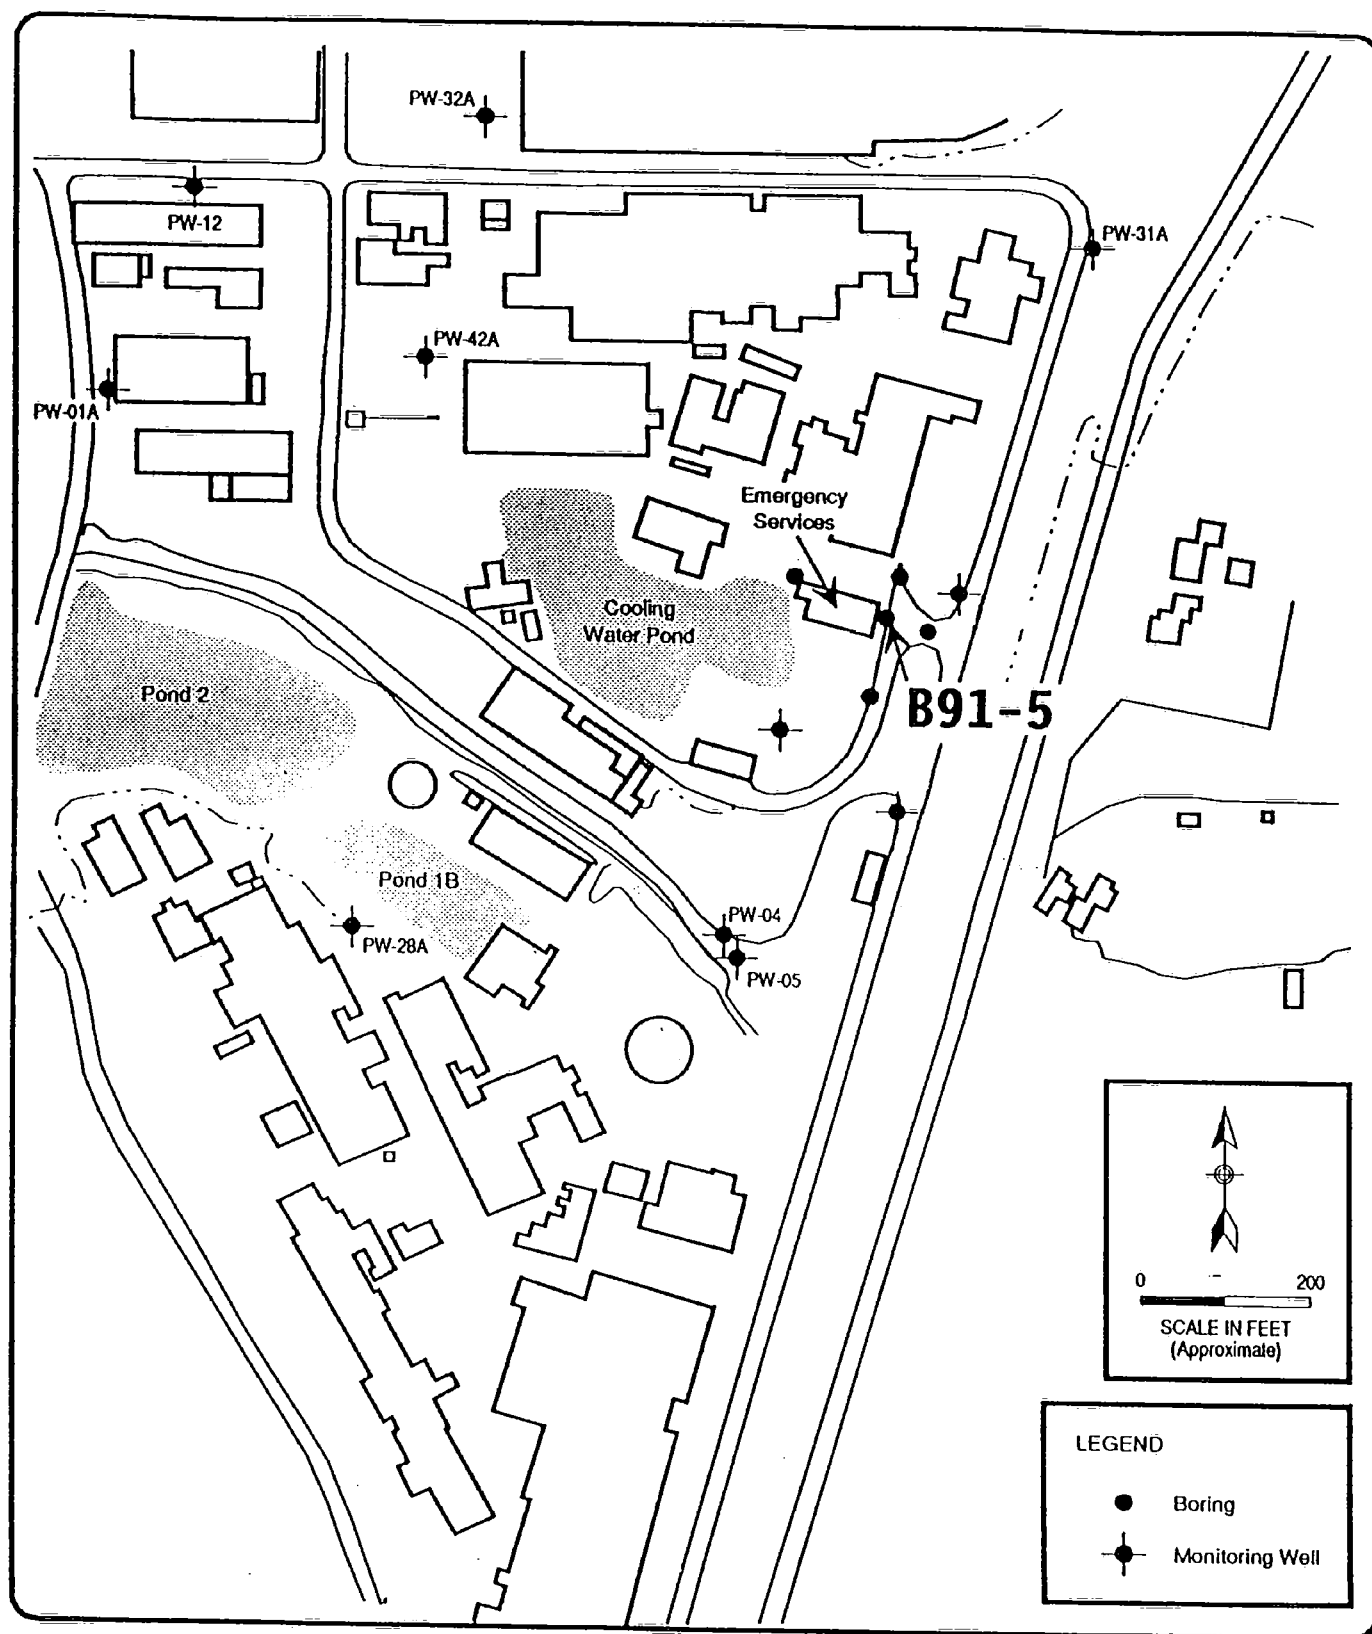 PW-32A
PW-12
PW-31A
PW-42A
PW-01A
Emergency
Services
Cooling
Water Pond
Pond 2
B91-5
Pond 1B
PW-04
PW-28A
PW-05
0 200
SCALE IN FEET
(Approximate)
LEGEND
Boring
Monitoring Well